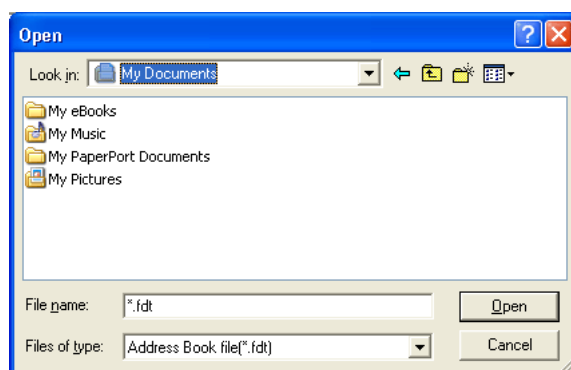 Open
Look in: My Documents
My eBooks
My Music
My PaperPort Documents
My Pictures
File name: *.fdt Open
Files of type: Address Book file(*.fdt) Cancel